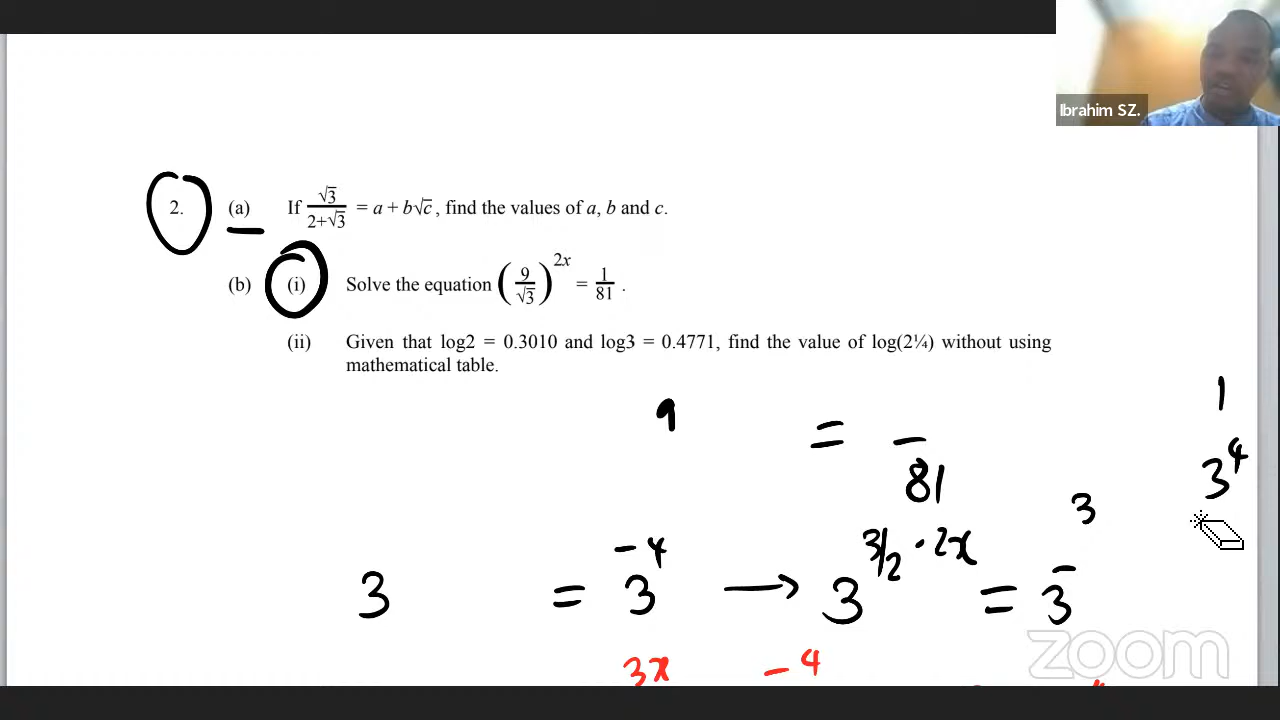 Ibrahim SZ.
2. (a) If √3/(2+√3) = a + b√c, find the values of a, b and c.
(b) (i) Solve the equation (9/√3)^2x = 1/81 .
(ii) Given that log2 = 0.3010 and log3 = 0.4771, find the value of log(2¼) without using
mathematical table.
1
9 = – 3^4
81
3
3 = 3^-4 → 3^3/2 · 2x = 3^-
zoom
3x -4